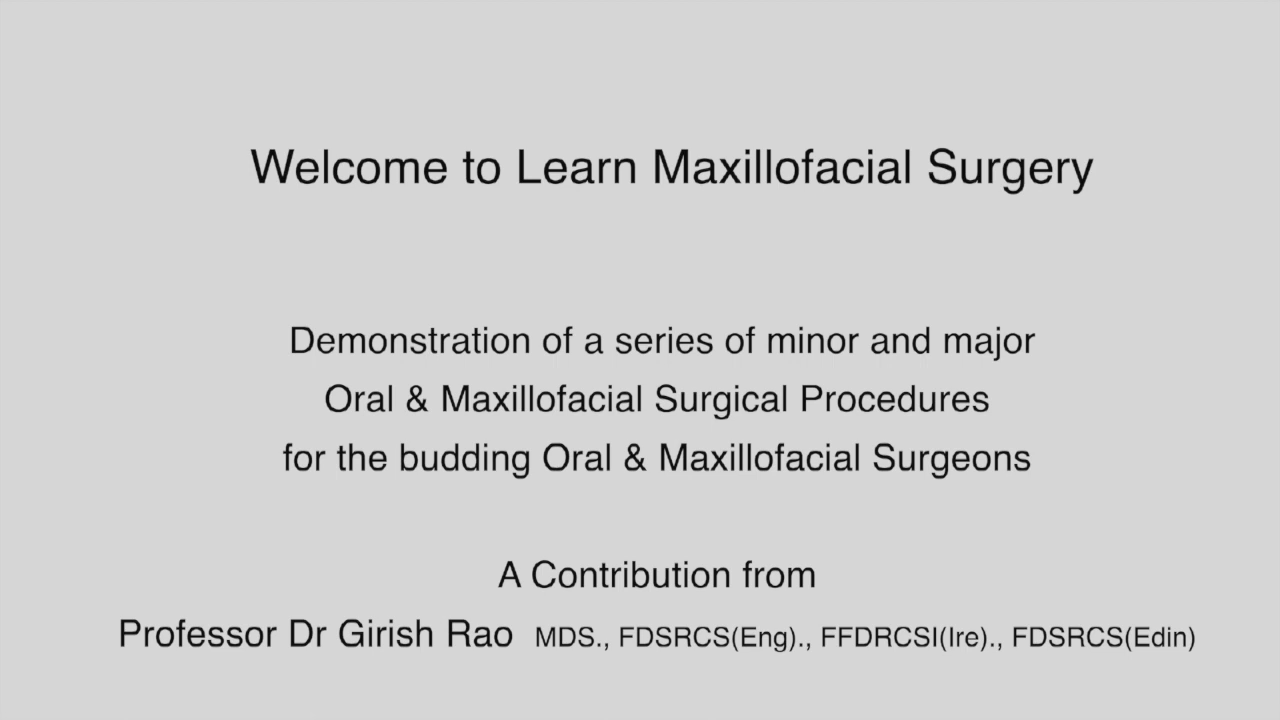 Welcome to Learn Maxillofacial Surgery
Demonstration of a series of minor and major
Oral & Maxillofacial Surgical Procedures
for the budding Oral & Maxillofacial Surgeons
A Contribution from
Professor Dr Girish Rao MDS., FDSRCS(Eng)., FFDRCSI(Ire)., FDSRCS(Edin)